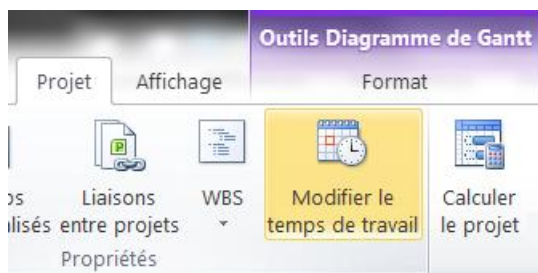 Outils Diagramme de Gantt
Projet Affichage Format
Liaisons WBS Modifier le Calculer
entre projets temps de travail le projet
Propriétés